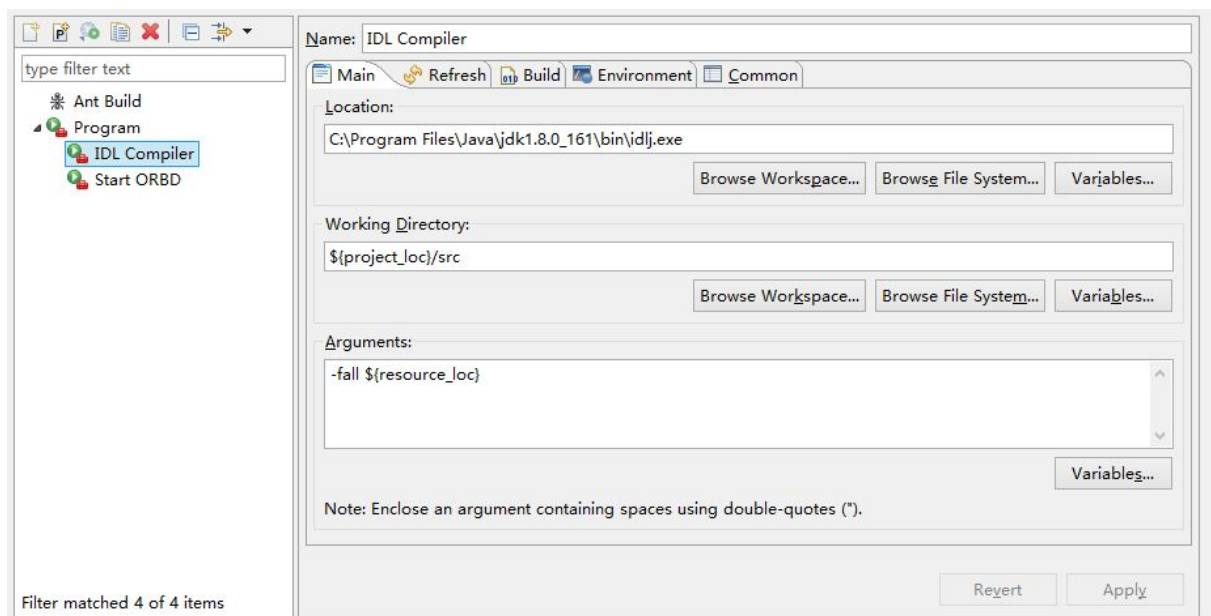 Name: IDL Compiler
type filter text
Main Refresh Build Environment Common
Ant Build
Program
IDL Compiler
Start ORBD
Location:
C:\Program Files\Java\jdk1.8.0_161\bin\idlj.exe
Browse Workspace... Browse File System... Variables...
Working Directory:
${project_loc}/src
Browse Workspace... Browse File System... Variables...
Arguments:
-fall ${resource_loc}
Variables...
Note: Enclose an argument containing spaces using double-quotes (").
Revert Apply
Filter matched 4 of 4 items